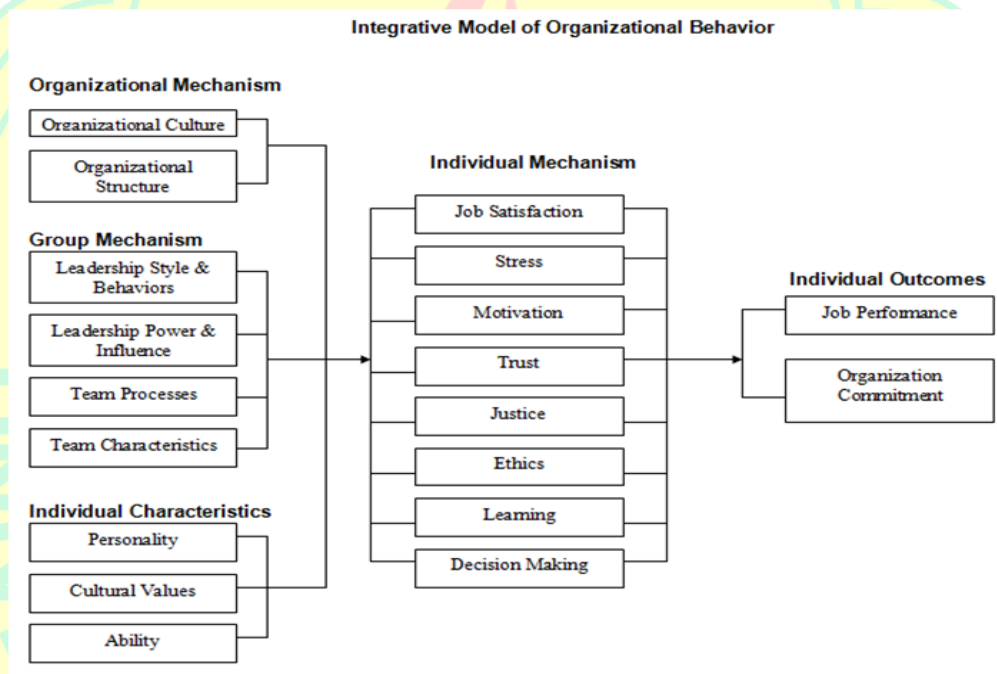 Integrative Model of Organizational Behavior
Organizational Mechanism
Organizational Culture
Organizational
Structure
Group Mechanism
Leadership Style &
Behaviors
Leadership Power &
Influence
Team Processes
Team Characteristics
Individual Characteristics
Personality
Cultural Values
Ability
Individual Mechanism
Job Satisfaction
Stress
Motivation
Trust
Justice
Ethics
Learning
Decision Making
Individual Outcomes
Job Performance
Organization
Commitment